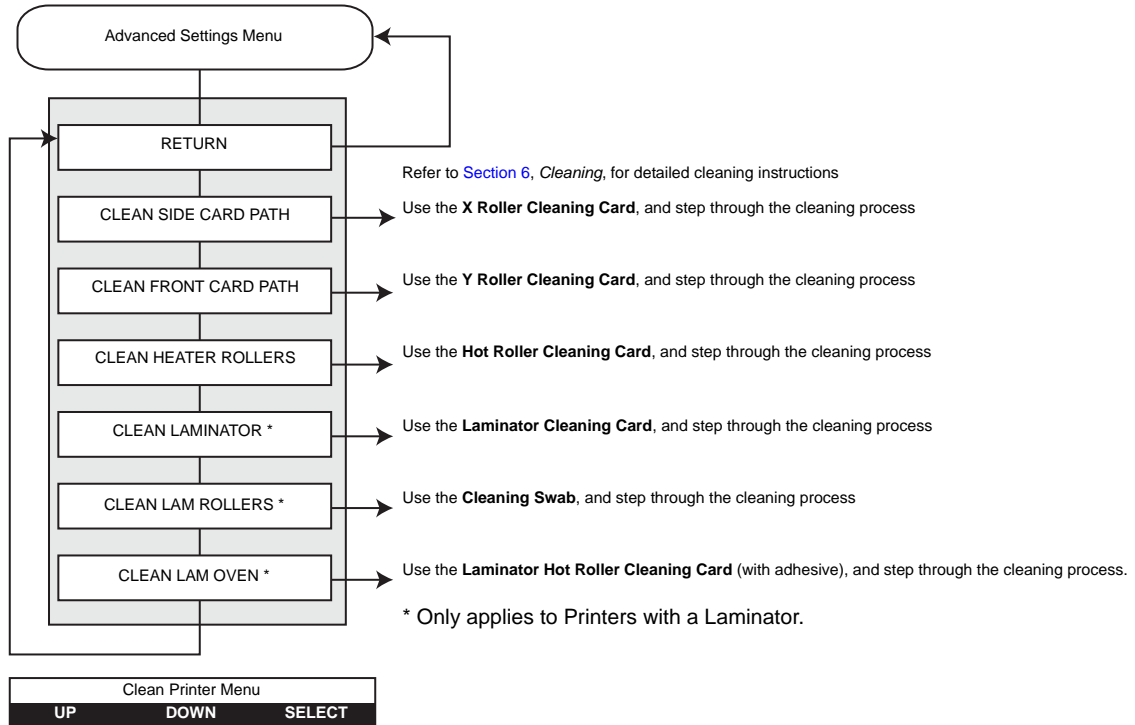 Advanced Settings Menu
RETURN
Refer to Section 6, Cleaning, for detailed cleaning instructions
CLEAN SIDE CARD PATH
Use the X Roller Cleaning Card, and step through the cleaning process
CLEAN FRONT CARD PATH
Use the Y Roller Cleaning Card, and step through the cleaning process
CLEAN HEATER ROLLERS
Use the Hot Roller Cleaning Card, and step through the cleaning process
CLEAN LAMINATOR *
Use the Laminator Cleaning Card, and step through the cleaning process
CLEAN LAM ROLLERS *
Use the Cleaning Swab, and step through the cleaning process
CLEAN LAM OVEN *
Use the Laminator Hot Roller Cleaning Card (with adhesive), and step through the cleaning process.
* Only applies to Printers with a Laminator.
Clean Printer Menu
UP DOWN SELECT